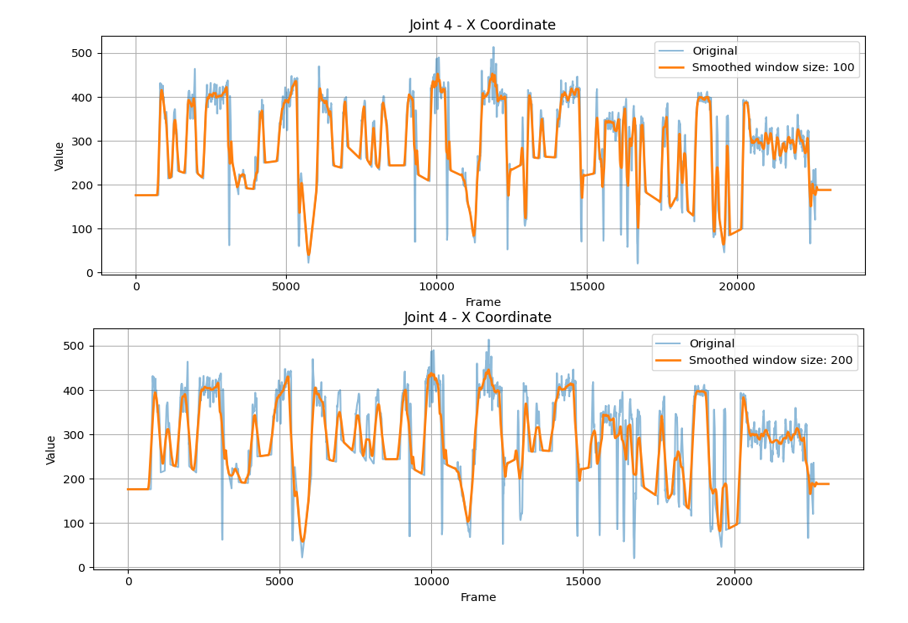 Joint 4 - X Coordinate
500
400
300
200
100
0
Value
Original
Smoothed window size: 100
0
5000
10000
15000
20000
Frame
Joint 4 - X Coordinate
500
400
300
200
100
0
Value
Original
Smoothed window size: 200
0
5000
10000
15000
20000
Frame